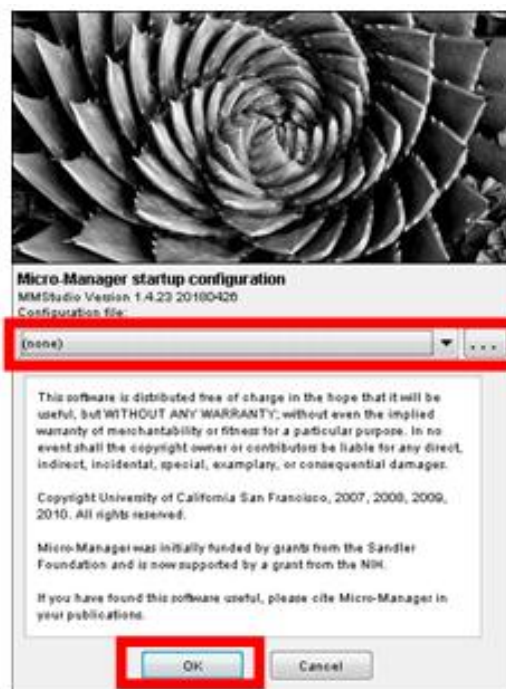 Micro-Manager startup configuration
MMStudio Version 1.4.23 20180426
Configuration file:
(none)
...
This software is distributed free of charge in the hope that it will be
useful, but WITHOUT ANY WARRANTY; without even the implied
warranty of merchantability or fitness for a particular purpose. In no
event shall the copyright owner or contributors be liable for any direct,
indirect, incidental, special, examplary, or consequential damages.
Copyright University of California San Francisco, 2007, 2008, 2009,
2010. All rights reserved.
Micro-Manager was initially funded by grants from the Sandler
Foundation and is now supported by a grant from the NIH.
If you have found this software useful, please cite Micro-Manager in
your publications.
OK Cancel